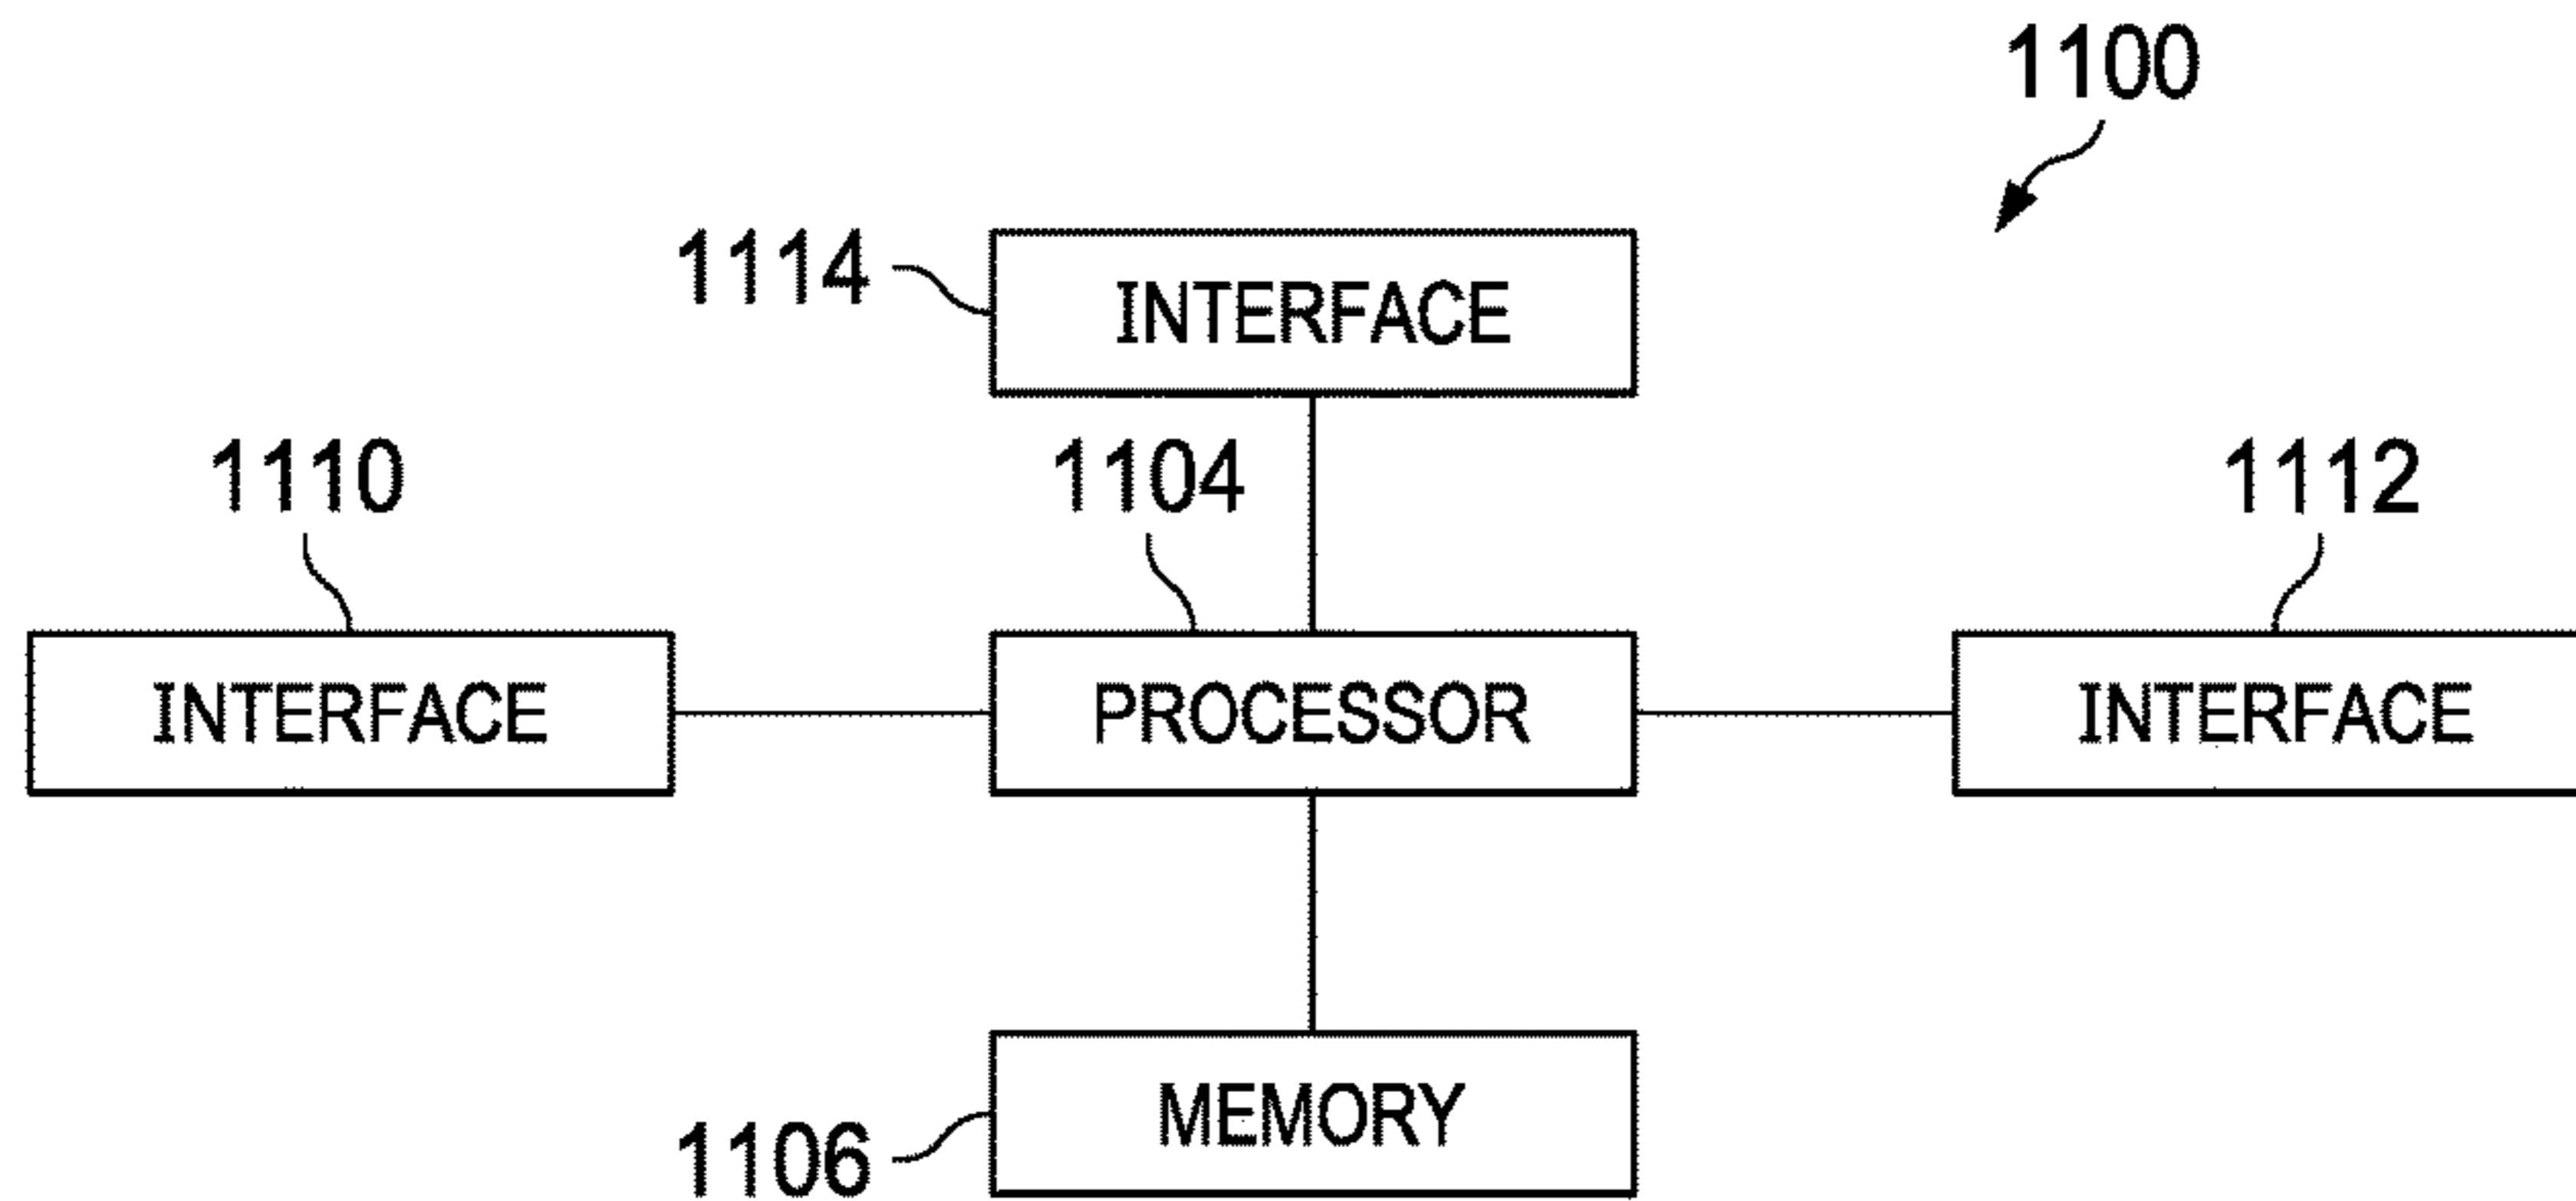 1100
1114
INTERFACE
1110
1104
1112
INTERFACE
PROCESSOR
INTERFACE
MEMORY
1106